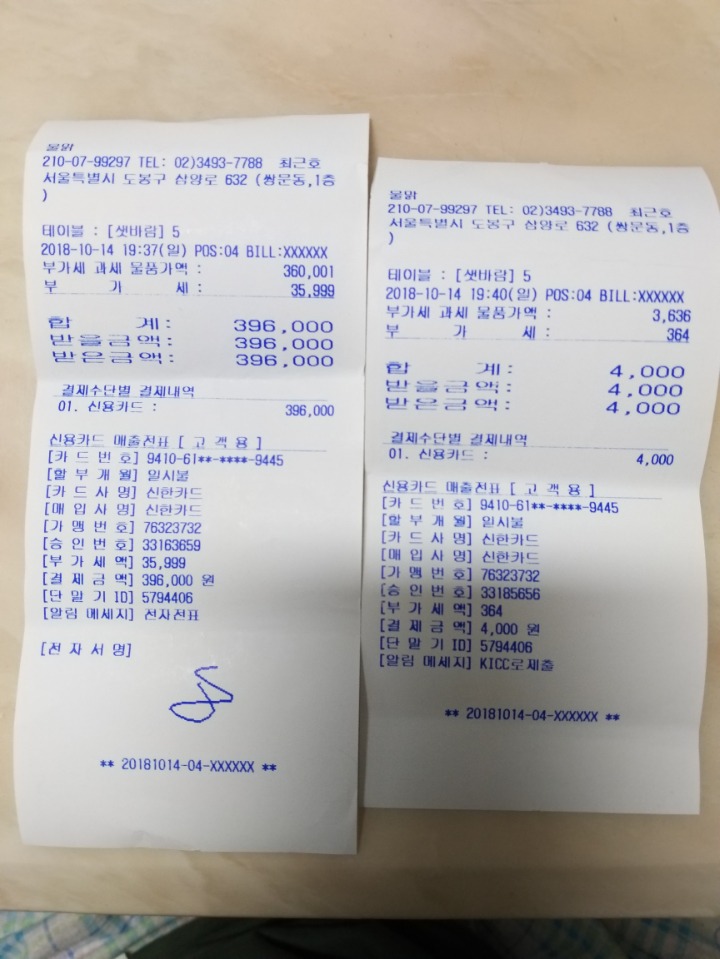 물맑
210-07-99297 TEL: 02)3493-7788 최근호
서울특별시 도봉구 삼양로 632 (쌍문동,1층
)
테이블 : [샛바람] 5
2018-10-14 19:37(일) POS:04 BILL:XXXXXX
부가세 과세 물품가액 : 360,001
부 가 세 : 35,999
합 계 : 396,000
받을금액 : 396,000
받은금액 : 396,000
결제수단별 결제내역
01. 신용카드 : 396,000
신용카드 매출전표 [ 고 객 용 ]
[카 드 번 호] 9410-61**-****-9445
[할 부 개 월] 일시불
[카 드 사 명] 신한카드
[매 입 사 명] 신한카드
[가 맹 번 호] 76323732
[승 인 번 호] 33163659
[부 가 세 액] 35,999
[결 제 금 액] 396,000 원
[단 말 기 ID] 5794406
[알림 메세지] 전자전표
[전 자 서 명]
** 20181014-04-XXXXXX **
물맑
210-07-99297 TEL: 02)3493-7788 최근호
서울특별시 도봉구 삼양로 632 (쌍문동,1층
)
테이블 : [샛바람] 5
2018-10-14 19:40(일) POS:04 BILL:XXXXXX
부가세 과세 물품가액 : 3,636
부 가 세 : 364
합 계 : 4,000
받을금액 : 4,000
받은금액 : 4,000
결제수단별 결제내역
01. 신용카드 : 4,000
신용카드 매출전표 [ 고 객 용 ]
[카 드 번 호] 9410-61**-****-9445
[할 부 개 월] 일시불
[카 드 사 명] 신한카드
[매 입 사 명] 신한카드
[가 맹 번 호] 76323732
[승 인 번 호] 33185656
[부 가 세 액] 364
[결 제 금 액] 4,000 원
[단 말 기 ID] 5794406
[알림 메세지] KICC로제출
** 20181014-04-XXXXXX **